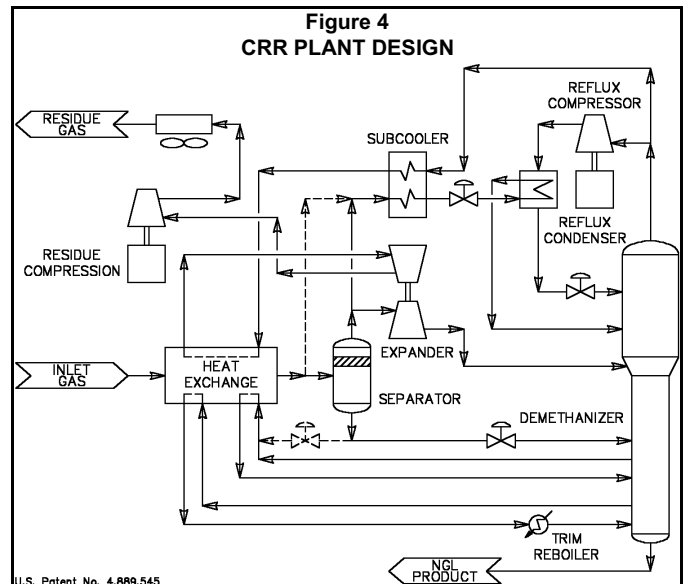 Figure 4
CRR PLANT DESIGN
RESIDUE
GAS
SUBCOOLER
REFLUX
COMPRESSOR
REFLUX
CONDENSER
RESIDUE
COMPRESSION
EXPANDER
INLET
GAS
HEAT
EXCHANGE
SEPARATOR
DEMETHANIZER
TRIM
REBOILER
NGL
PRODUCT
U.S. Patent No. 4,889,545